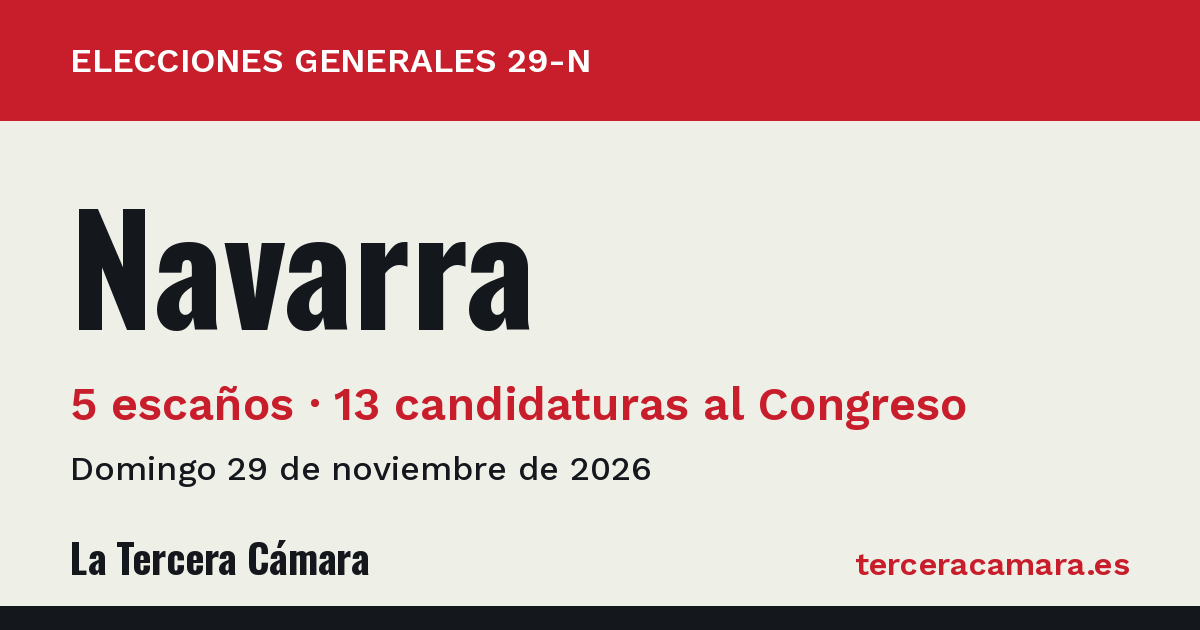 ELECCIONES GENERALES 29-N
Navarra
5 escaños · 13 candidaturas al Congreso
Domingo 29 de noviembre de 2026
La Tercera Cámara
terceracamara.es